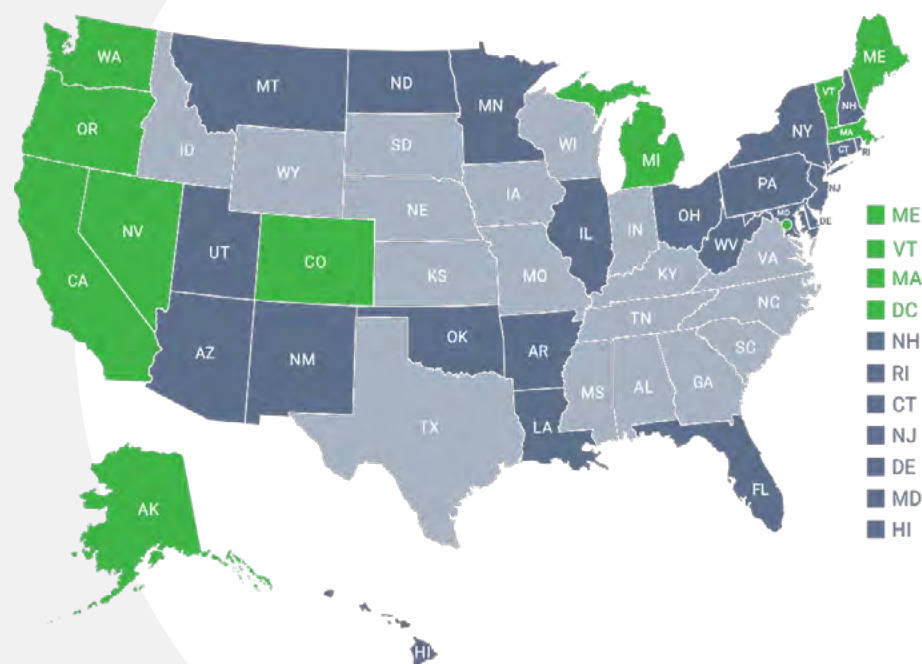 WA
ME
MT
ND
MN
VT
NH
OR
ID
SD
WI
NY
MA
CT
RI
WY
MI
IA
PA
NJ
NE
OH
MD
DE
NV
UT
CO
IL
IN
WV
VA
CA
KS
MO
KY
NC
TN
AZ
NM
OK
AR
SC
MS
AL
GA
TX
LA
FL
AK
HI
ME
VT
MA
DC
NH
RI
CT
NJ
DE
MD
HI